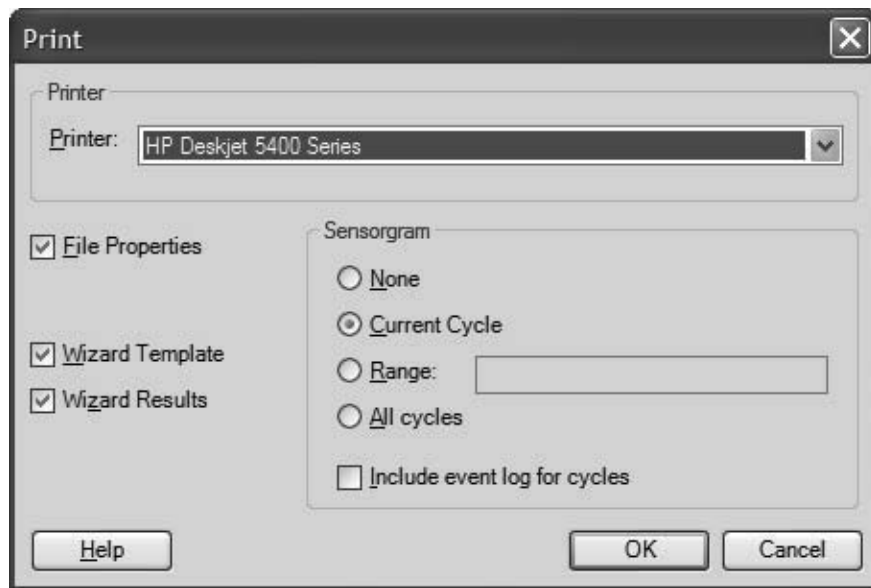 Print
Printer
Printer: HP Deskjet 5400 Series
File Properties
Wizard Template
Wizard Results
Sensorgram
None
Current Cycle
Range:
All cycles
Include event log for cycles
Help
OK
Cancel